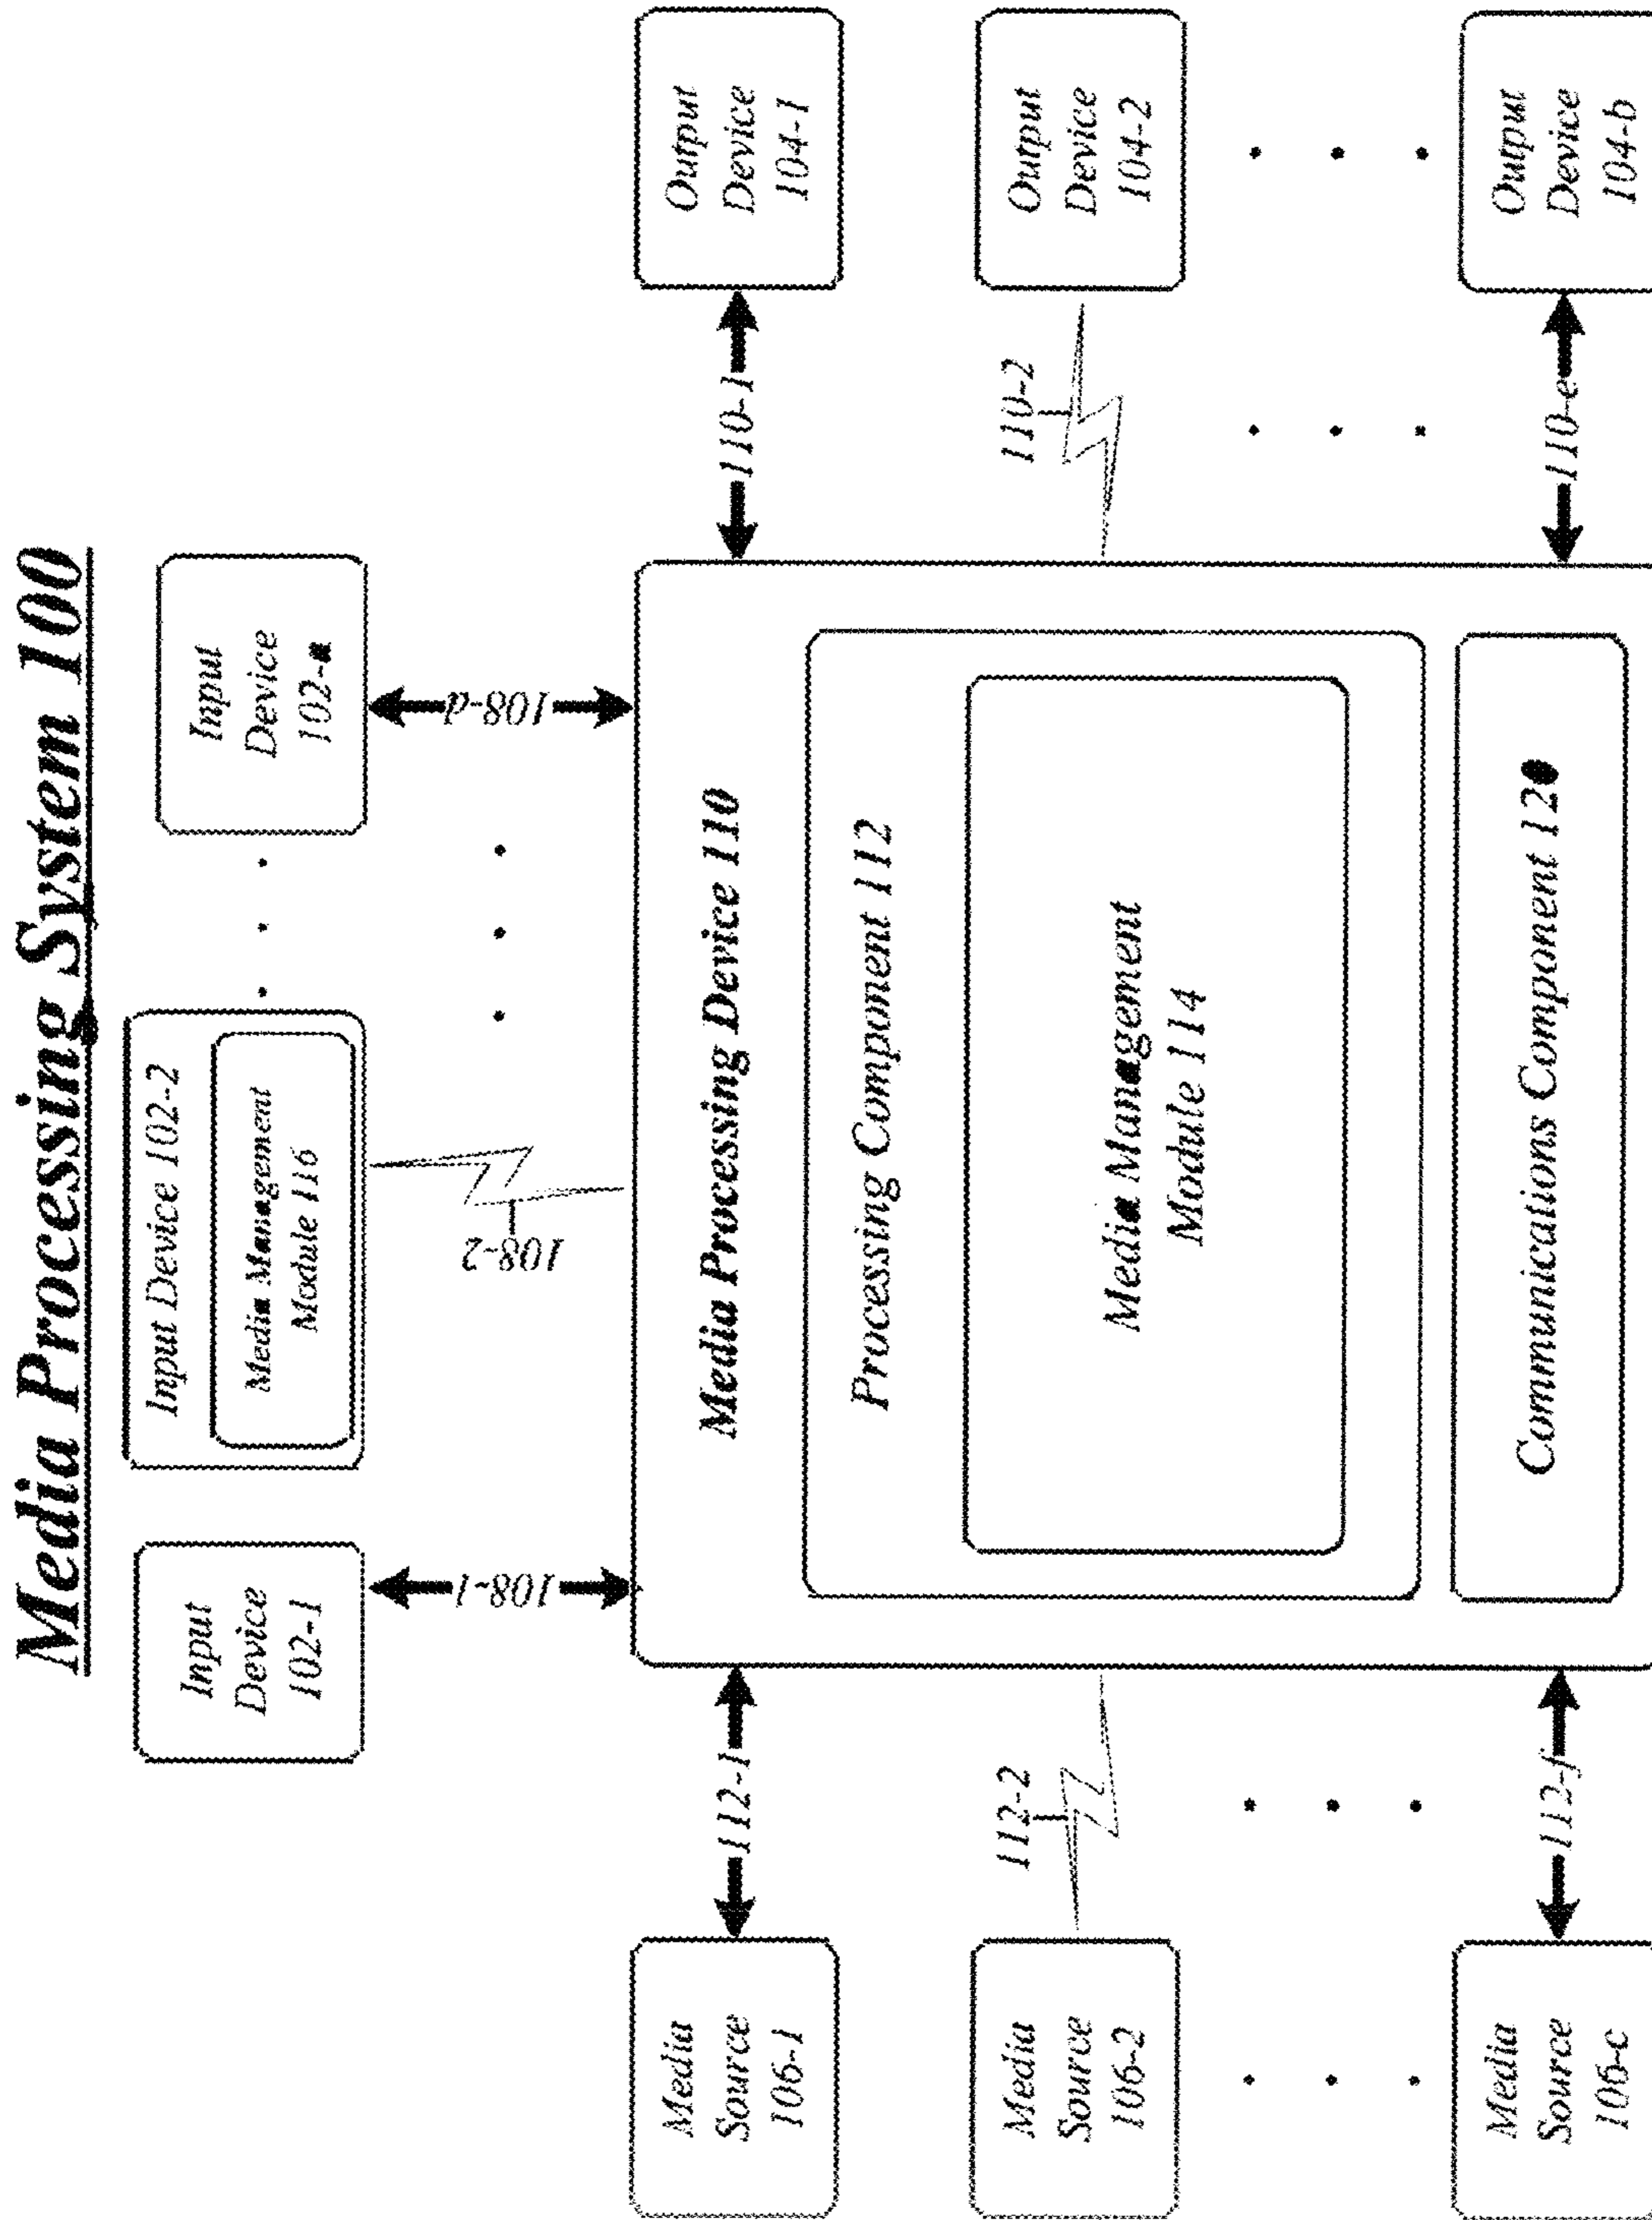 Media Processing System 100
Input
Device
102-1
Input Device 102-2
Media Management
Module 116
Input
Device
102-a
108-1
108-2
108-d
Media
Source
106-1
112-1
Media Processing Device 110
110-1
Output
Device
104-1
Processing Component 112
Media
Source
106-2
112-2
Media Management
Module 114
110-2
Output
Device
104-2
Media
Source
106-c
112-f
Communications Component 120
110-e
Output
Device
104-b